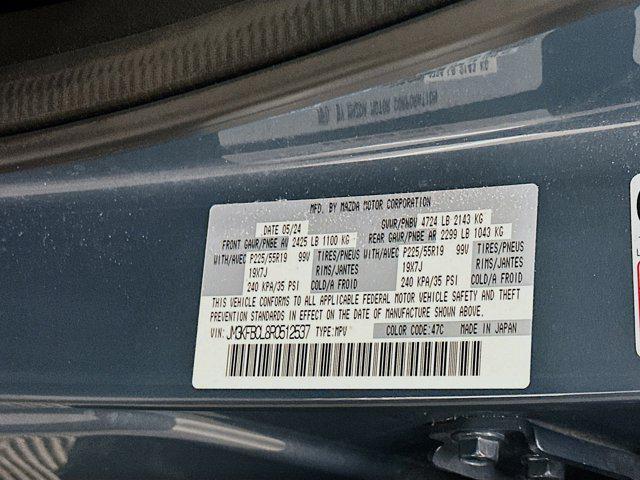 MFD. BY MAZDA MOTOR CORPORATION
DATE 05/24 GVWR/PNBV 4724 LB 2143 KG
FRONT GAWR/PNBE AV 2425 LB 1100 KG REAR GAWR/PNBE AR 2299 LB 1043 KG
WITH/AVEC P225/55R19 99V TIRES/PNEUS WITH/AVEC P225/55R19 99V TIRES/PNEUS
19X7J RIMS/JANTES 19X7J RIMS/JANTES
240 KPA/35 PSI COLD/A FROID 240 KPA/35 PSI COLD/A FROID
THIS VEHICLE CONFORMS TO ALL APPLICABLE FEDERAL MOTOR VEHICLE SAFETY AND THEFT
PREVENTION STANDARDS IN EFFECT ON THE DATE OF MANUFACTURE SHOWN ABOVE.
VIN: JM3KFBCL8R0512537 TYPE:MPV COLOR CODE:47C MADE IN JAPAN